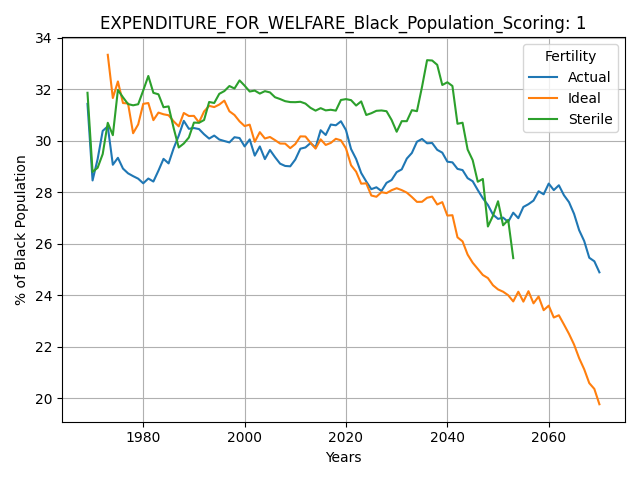 EXPENDITURE_FOR_WELFARE_Black_Population_Scoring: 1
34
32
30
28
26
24
22
20
% of Black Population
Fertility
Actual
Ideal
Sterile
1980 2000 2020 2040 2060
Years